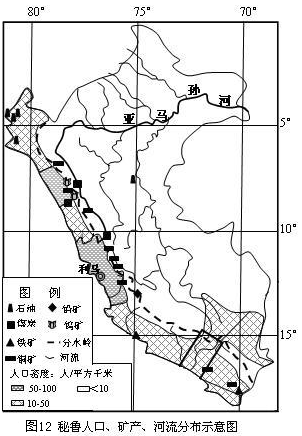 80° 75° 70°
亚 马 孙 河
5°
10°
利马
15°
图 例
石油 钨矿
煤炭 钨矿
铁矿 分水岭
铜矿 河流
人口密度：人/平方千米
50-100 <10
10-50
图12 秘鲁人口、矿产、河流分布示意图